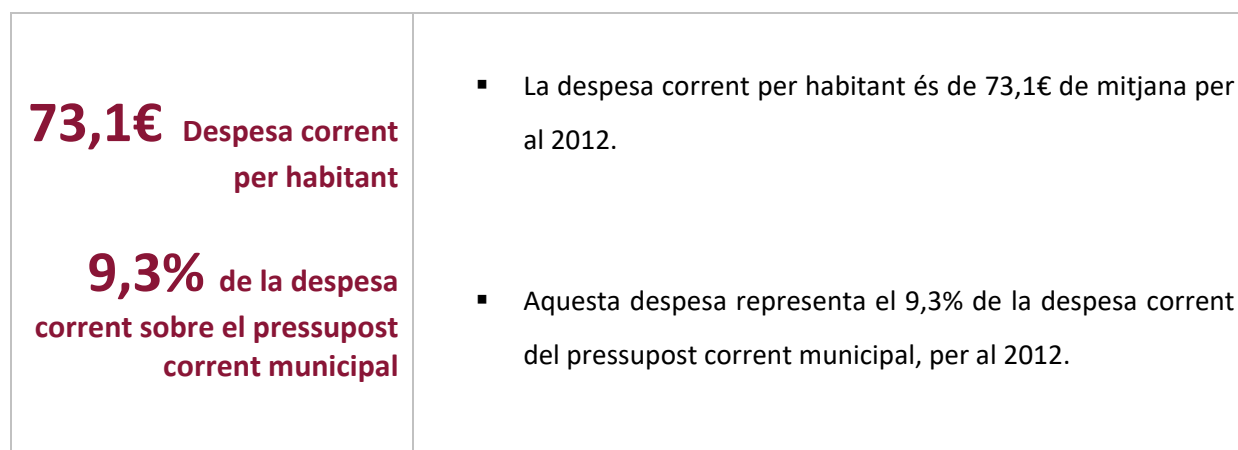 73,1€ Despesa corrent
per habitant
9,3% de la despesa
corrent sobre el pressupost
corrent municipal
▪ La despesa corrent per habitant és de 73,1€ de mitjana per
al 2012.
▪ Aquesta despesa representa el 9,3% de la despesa corrent
del pressupost corrent municipal, per al 2012.